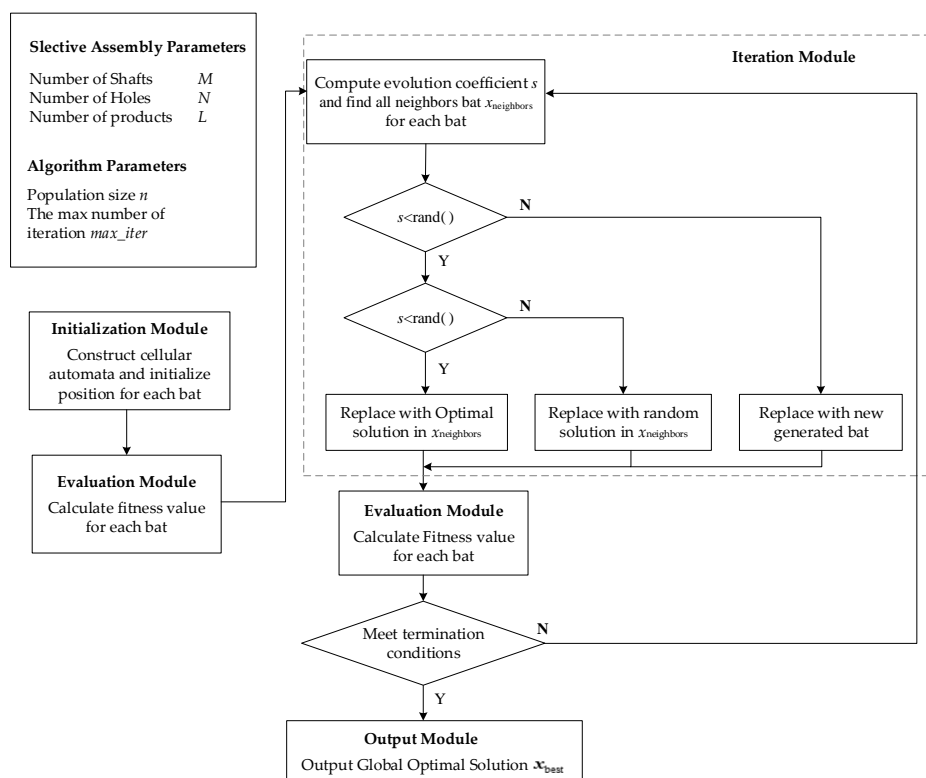 Slective Assembly Parameters
Number of Shafts M
Number of Holes N
Number of products L
Algorithm Parameters
Population size n
The max number of
iteration max_iter
Initialization Module
Construct cellular
automata and initialize
position for each bat
Evaluation Module
Calculate fitness value
for each bat
Iteration Module
Compute evolution coefficient s
and find all neighbors bat xneighbors
for each bat
s<rand( )
N
Y
s<rand( )
N
Y
Replace with Optimal
solution in xneighbors
Replace with random
solution in xneighbors
Replace with new
generated bat
Evaluation Module
Calculate Fitness value
for each bat
Meet termination
conditions
N
Y
Output Module
Output Global Optimal Solution xbest